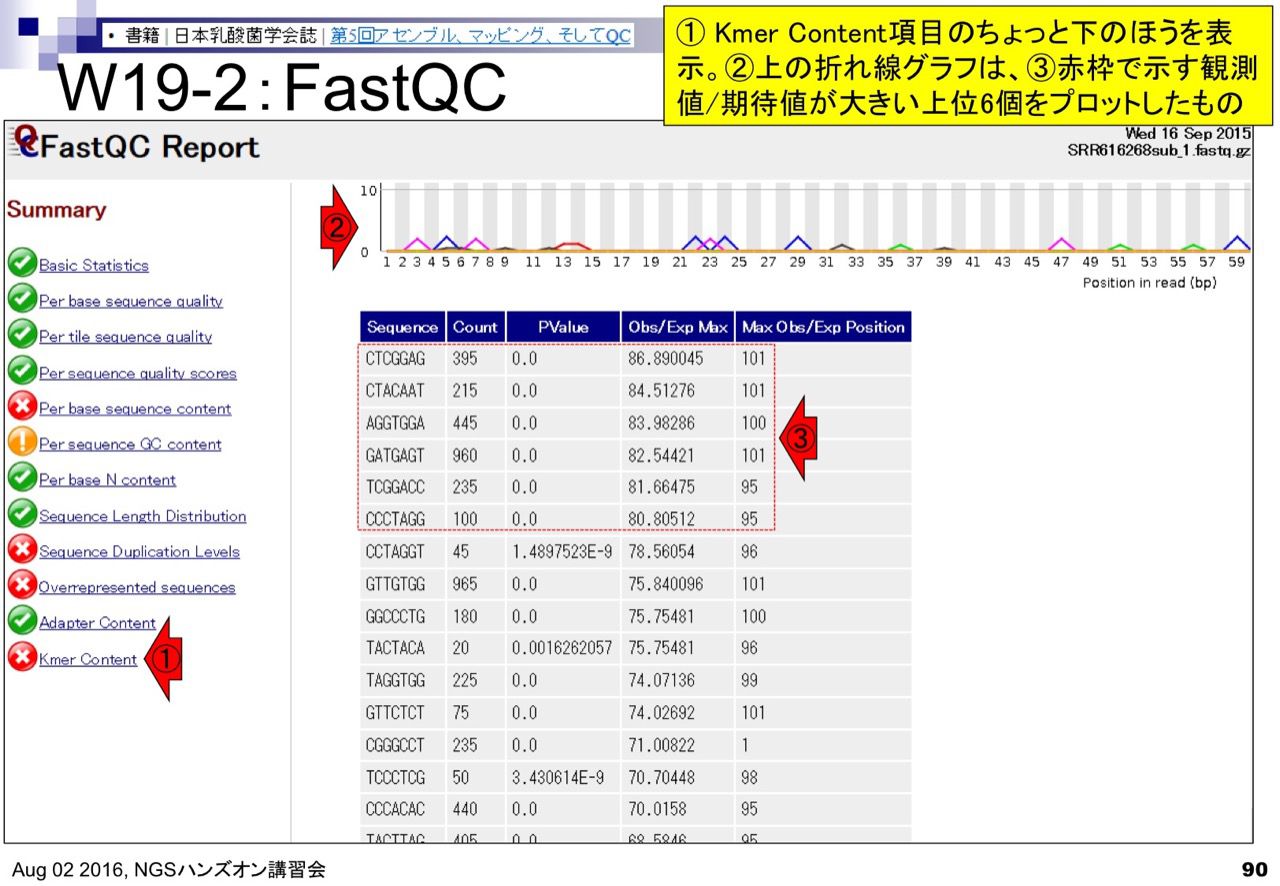 • 書籍 | 日本乳酸菌学会誌 | 第5回アセンブル、マッピング、そしてQC
W19-2：FastQC
① Kmer Content項目のちょっと下のほうを表
示。②上の折れ線グラフは、③赤枠で示す観測
値/期待値が大きい上位6個をプロットしたもの
FastQC Report
Wed 16 Sep 2015
SRR616268sub_1.fastq.gz
Summary
Basic Statistics
Per base sequence quality
Per tile sequence quality
Per sequence quality scores
Per base sequence content
Per sequence GC content
Per base N content
Sequence Length Distribution
Sequence Duplication Levels
Overrepresented sequences
Adapter Content
Kmer Content
①
②
10
0
1 2 3 4 5 6 7 8 9 11 13 15 17 19 21 23 25 27 29 31 33 35 37 39 41 43 45 47 49 51 53 55 57 59
Position in read (bp)
Sequence Count PValue Obs/Exp Max Max Obs/Exp Position
CTCGGAG 395 0.0 86.890045 101
CTACAAT 215 0.0 84.51276 101
AGGTGGA 445 0.0 83.98286 100
GATGAGT 960 0.0 82.54421 101
TCGGACC 235 0.0 81.66475 95
CCCTAGG 100 0.0 80.80512 95
③
CCTAGGT 45 1.4897523E-9 78.56054 96
GTTGTGG 965 0.0 75.840096 101
GGCCCTG 180 0.0 75.75481 100
TACTACA 20 0.0016262057 75.75481 96
TAGGTGG 225 0.0 74.07136 99
GTTCTCT 75 0.0 74.02692 101
CGGGCCT 235 0.0 71.00822 1
TCCCTCG 50 3.430614E-9 70.70448 98
CCCACAC 440 0.0 70.0158 95
TACTTAG 405 0.0 68.5846 95
Aug 02 2016, NGSハンズオン講習会
90